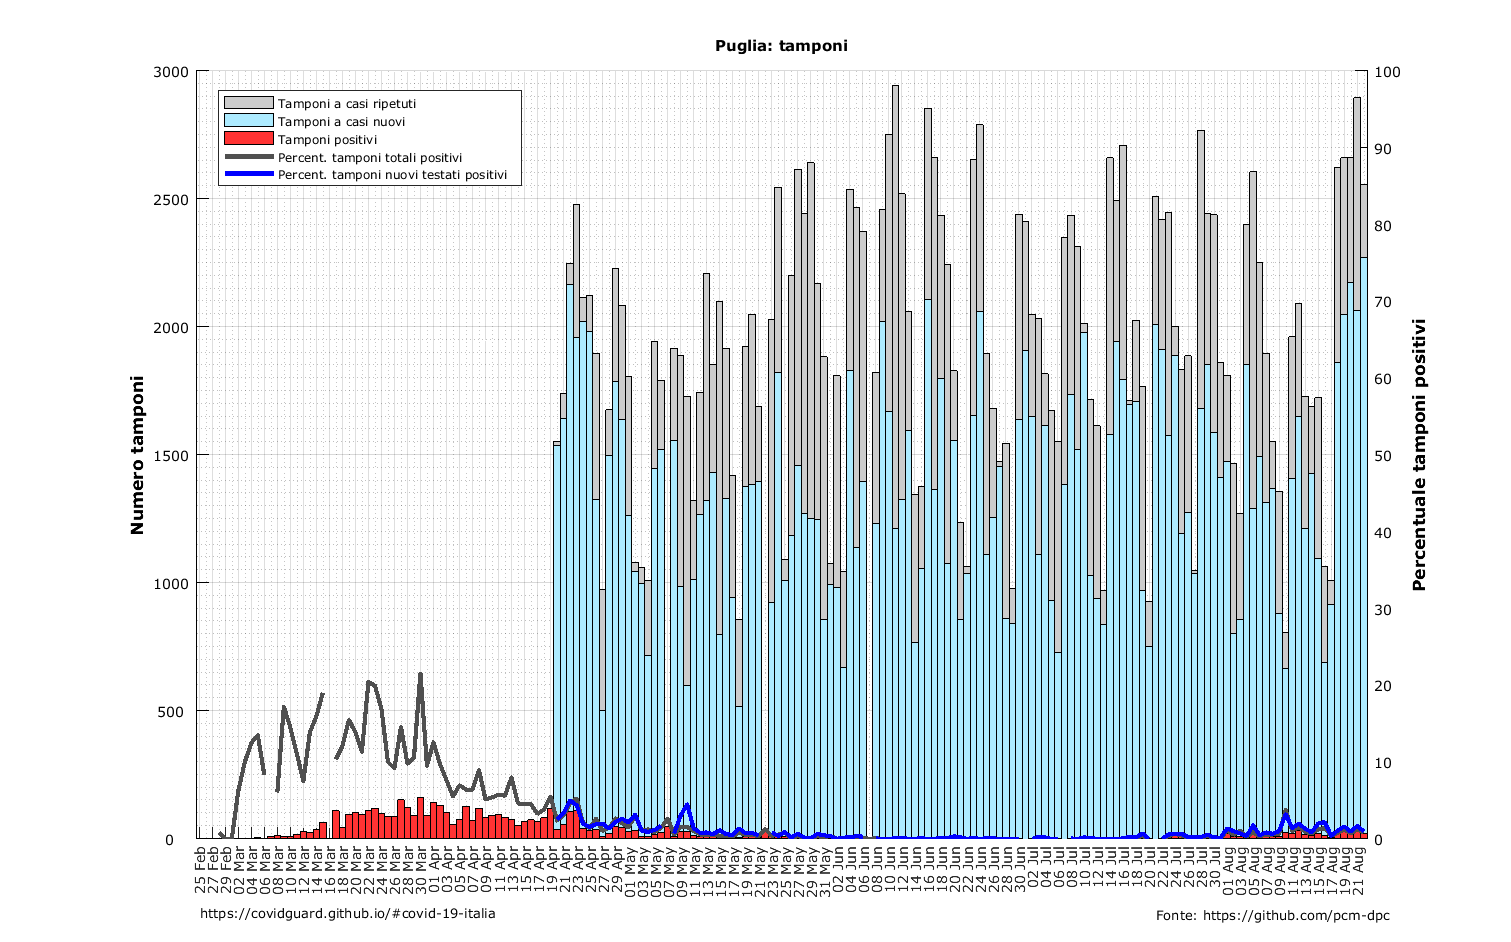 Puglia: tamponi
3000
2500
2000
1500
1000
500
0
Numero tamponi
Tamponi a casi ripetuti
Tamponi a casi nuovi
Tamponi positivi
Percent. tamponi totali positivi
Percent. tamponi nuovi testati positivi
100
90
80
70
60
50
40
30
20
10
0
Percentuale tamponi positivi
25 Feb
27 Feb
29 Feb
02 Mar
04 Mar
06 Mar
08 Mar
10 Mar
12 Mar
14 Mar
16 Mar
18 Mar
20 Mar
22 Mar
24 Mar
26 Mar
28 Mar
30 Mar
01 Apr
03 Apr
05 Apr
07 Apr
09 Apr
11 Apr
13 Apr
15 Apr
17 Apr
19 Apr
21 Apr
23 Apr
25 Apr
27 Apr
29 Apr
01 May
03 May
05 May
07 May
09 May
11 May
13 May
15 May
17 May
19 May
21 May
23 May
25 May
27 May
29 May
31 May
02 Jun
04 Jun
06 Jun
08 Jun
10 Jun
12 Jun
14 Jun
16 Jun
18 Jun
20 Jun
22 Jun
24 Jun
26 Jun
28 Jun
30 Jun
02 Jul
04 Jul
06 Jul
08 Jul
10 Jul
12 Jul
14 Jul
16 Jul
18 Jul
20 Jul
22 Jul
24 Jul
26 Jul
28 Jul
30 Jul
01 Aug
03 Aug
05 Aug
07 Aug
09 Aug
11 Aug
13 Aug
15 Aug
17 Aug
19 Aug
21 Aug
https://covidguard.github.io/#covid-19-italia
Fonte: https://github.com/pcm-dpc